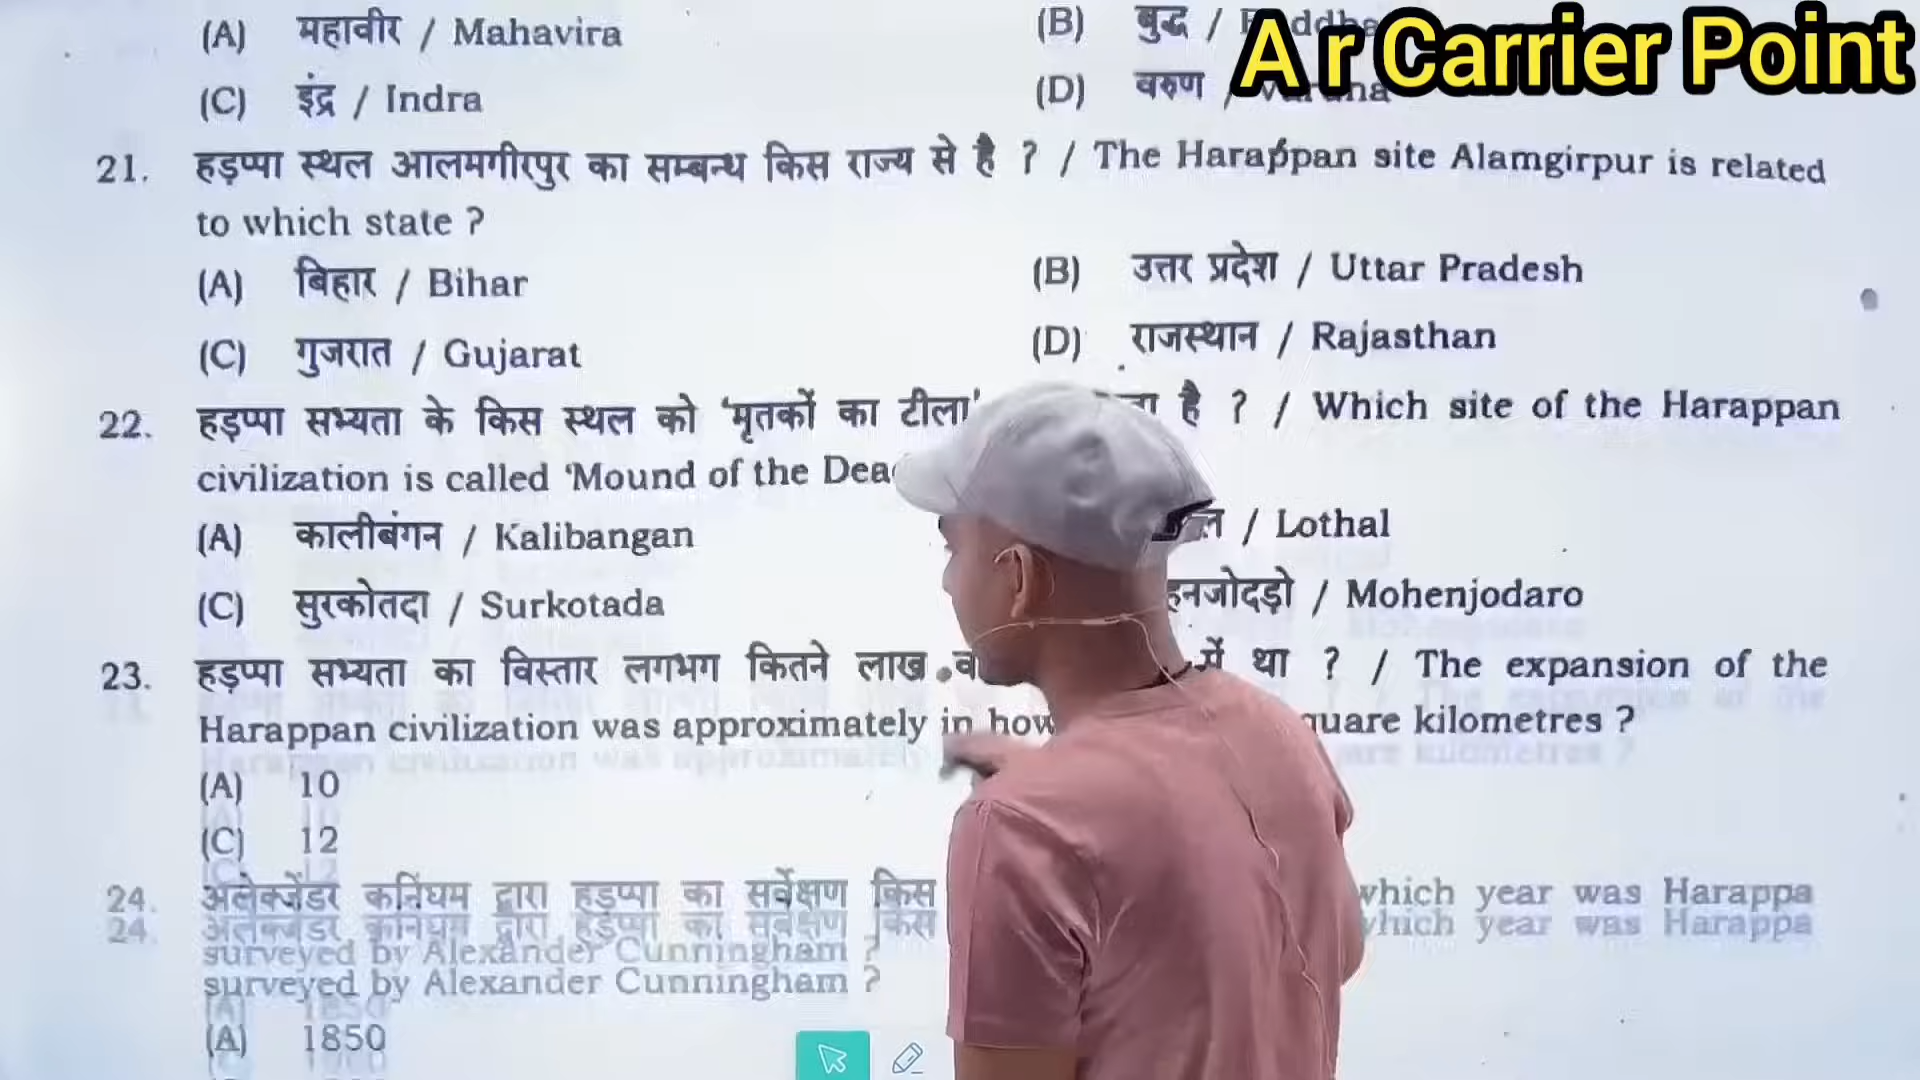 A r Carrier Point
(A) महावीर / Mahavira (B) बुद्ध /
(C) इंद्र / Indra (D) वरुण /
21. हड़प्पा स्थल आलमगीरपुर का सम्बन्ध किस राज्य से है ? / The Harappan site Alamgirpur is related
to which state ?
(A) बिहार / Bihar (B) उत्तर प्रदेश / Uttar Pradesh
(C) गुजरात / Gujarat (D) राजस्थान / Rajasthan
22. हड़प्पा सभ्यता के किस स्थल को 'मृतकों का टीला' है ? / Which site of the Harappan
civilization is called 'Mound of the
(A) कालीबंगन / Kalibangan / Lothal
(C) सुरकोतदा / Surkotada / Mohenjodaro
23. हड़प्पा सभ्यता का विस्तार लगभग कितने लाख में था ? / The expansion of the
Harappan civilization was approximately in how kilometres ?
(A) 10
(C) 12
24. अलेक्जेंडर कनिंघम द्वारा हड़प्पा का सर्वेक्षण किस which year was Harappa
surveyed by Alexander Cunningham ?
(A) 1850